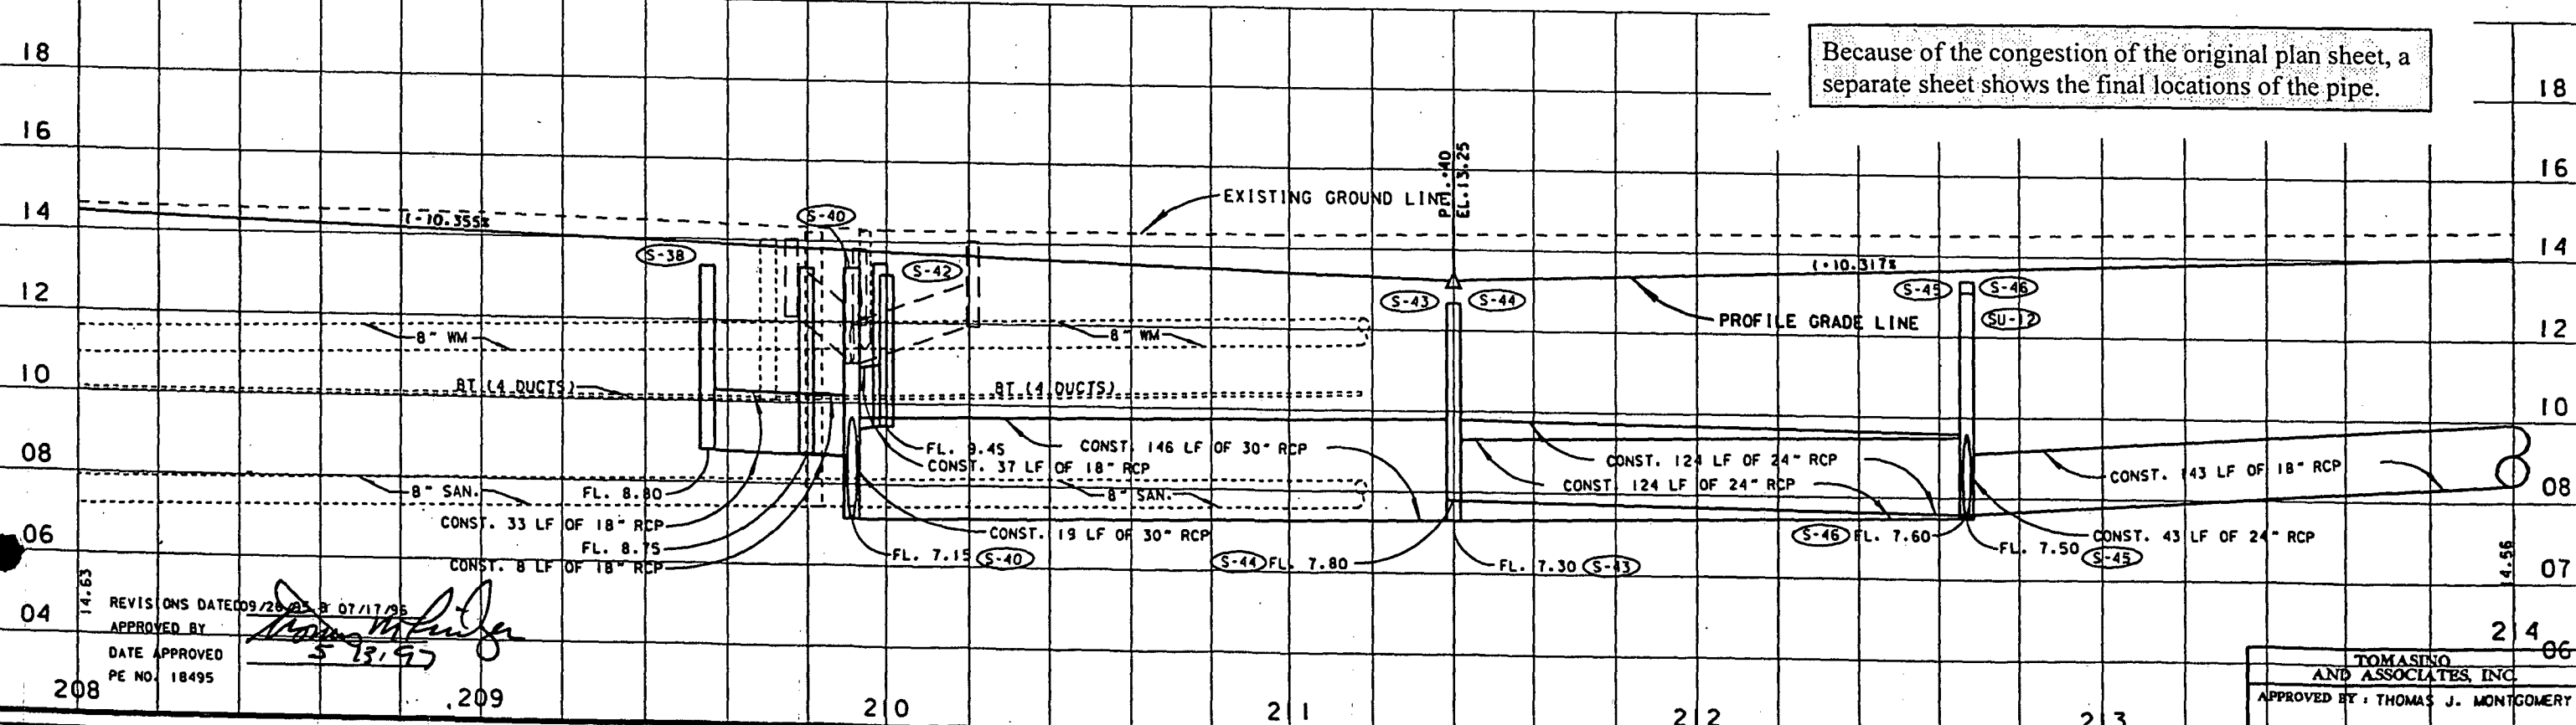 Because of the congestion of the original plan sheet, a
separate sheet shows the final locations of the pipe.
18
18
16
16
P.I. .40
EL.13.25
EXISTING GROUND LINE
14
14
(-)0.355%
S-40
S-38
S-42
(+)0.317%
S-43
S-44
S-45
S-46
SU-12
12
12
PROFILE GRADE LINE
8" WM
8" WM
10
10
BT (4 DUCTS)
BT (4 DUCTS)
FL. 9.45
CONST. 146 LF OF 30" RCP
CONST. 37 LF OF 18" RCP
CONST. 124 LF OF 24" RCP
CONST. 124 LF OF 24" RCP
CONST. 143 LF OF 18" RCP
08
08
8" SAN.
FL. 8.80
8" SAN.
CONST. 33 LF OF 18" RCP
FL. 8.75
CONST. 8 LF OF 18" RCP
CONST. 19 LF OF 30" RCP
FL. 7.15 S-40
S-44 FL. 7.80
FL. 7.30 S-43
S-46 FL. 7.60
CONST. 43 LF OF 24" RCP
FL. 7.50 S-45
06
07
14.63
14.56
REVISIONS DATED 09/26/95 & 07/17/96
APPROVED BY
DATE APPROVED
PE NO. 18495
04
06
208
209
210
211
212
213
214
TOMASINO
AND ASSOCIATES, INC.
APPROVED BY : THOMAS J. MONTGOMERY